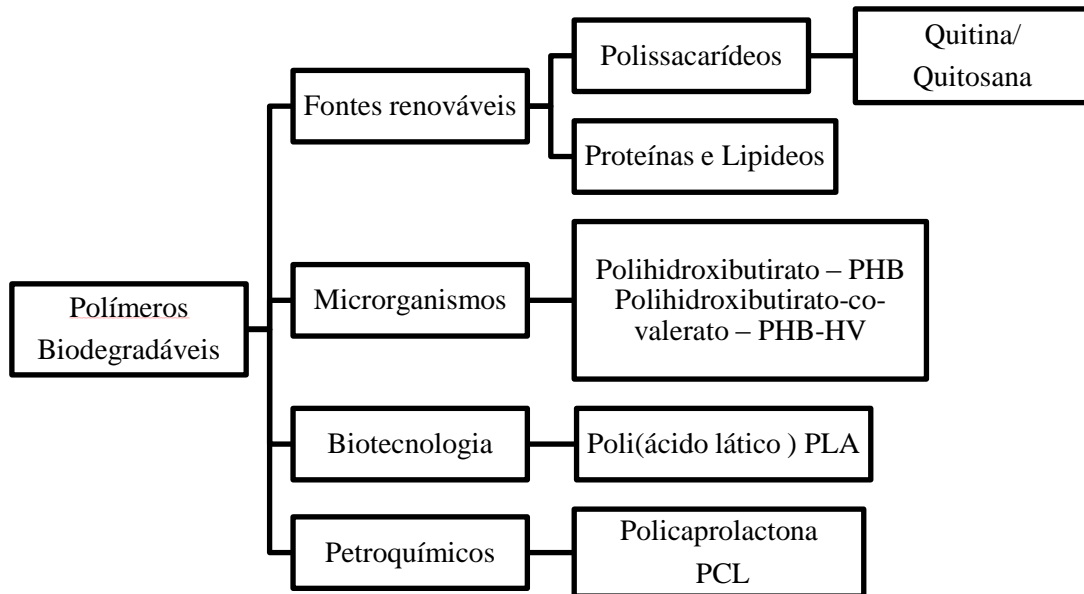 Polímeros
Biodegradáveis
Fontes renováveis
Polissacarídeos
Quitina/
Quitosana
Proteínas e Lipideos
Microrganismos
Polihidroxibutirato – PHB
Polihidroxibutirato-co-
valerato – PHB-HV
Biotecnologia
Poli(ácido lático ) PLA
Petroquímicos
Policaprolactona
PCL